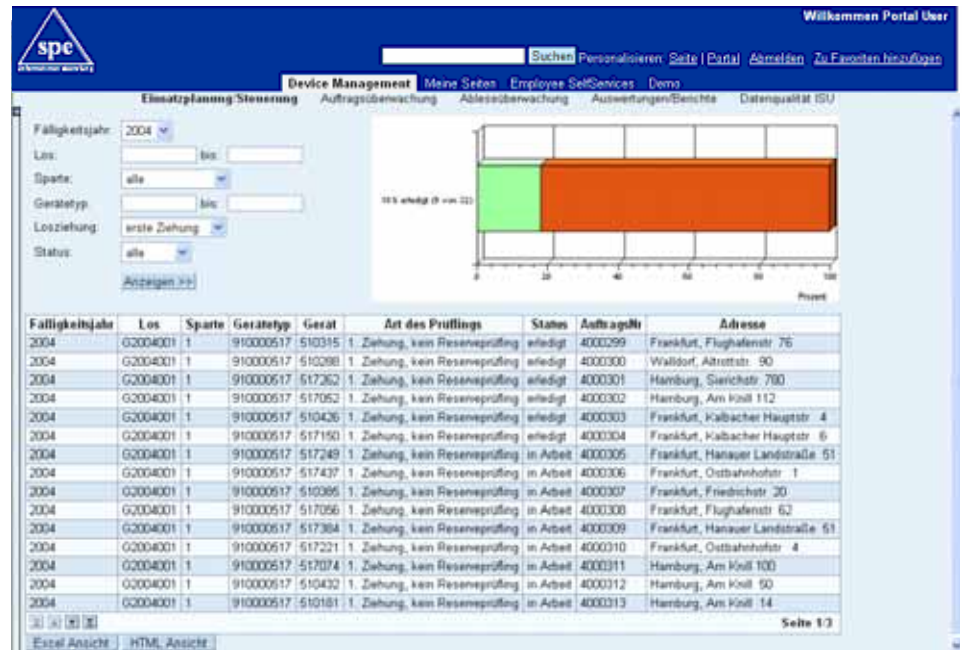 Willkommen Portal User
spe
Suchen Personalisieren: Seite | Portal Abmelden Zu Favoriten hinzufügen
Device Management Meine Seiten Employee SelfServices Demo
Einsatzplanung/Steuerung Auftragsüberwachung Ableseüberwachung Auswertungen/Berichte Datenqualität ISU
Fälligkeitsjahr: 2004
Los: bis:
Sparte: alle
Gerätetyp: bis:
Losziehung: erste Ziehung
Status: alle
Anzeigen >>
0 20 40 60 80 100
Prozent
Fälligkeitsjahr Los Sparte Gerätetyp Gerät Art des Prüflings Status AuftragsNr Adresse
2004 G2004001 1 910000517 510315 1. Ziehung, kein Reserveprüfling erledigt 4000299 Frankfurt, Flughafenstr. 76
2004 G2004001 1 910000517 510288 1. Ziehung, kein Reserveprüfling erledigt 4000300 Walldorf, Altrottstr. 90
2004 G2004001 1 910000517 517262 1. Ziehung, kein Reserveprüfling erledigt 4000301 Hamburg, Sierichstr. 780
2004 G2004001 1 910000517 517052 1. Ziehung, kein Reserveprüfling erledigt 4000302 Hamburg, Am Knill 112
2004 G2004001 1 910000517 510426 1. Ziehung, kein Reserveprüfling erledigt 4000303 Frankfurt, Kalbacher Hauptstr. 4
2004 G2004001 1 910000517 517150 1. Ziehung, kein Reserveprüfling erledigt 4000304 Frankfurt, Kalbacher Hauptstr. 6
2004 G2004001 1 910000517 517249 1. Ziehung, kein Reserveprüfling in Arbeit 4000305 Frankfurt, Hanauer Landstraße 51
2004 G2004001 1 910000517 517437 1. Ziehung, kein Reserveprüfling in Arbeit 4000306 Frankfurt, Ostbahnhofstr. 1
2004 G2004001 1 910000517 510385 1. Ziehung, kein Reserveprüfling in Arbeit 4000307 Frankfurt, Friedrichstr. 20
2004 G2004001 1 910000517 517056 1. Ziehung, kein Reserveprüfling in Arbeit 4000308 Frankfurt, Flughafenstr. 62
2004 G2004001 1 910000517 517384 1. Ziehung, kein Reserveprüfling in Arbeit 4000309 Frankfurt, Hanauer Landstraße 51
2004 G2004001 1 910000517 517221 1. Ziehung, kein Reserveprüfling in Arbeit 4000310 Frankfurt, Ostbahnhofstr. 4
2004 G2004001 1 910000517 517074 1. Ziehung, kein Reserveprüfling in Arbeit 4000311 Hamburg, Am Knill 100
2004 G2004001 1 910000517 510432 1. Ziehung, kein Reserveprüfling in Arbeit 4000312 Hamburg, Am Knill 50
2004 G2004001 1 910000517 510181 1. Ziehung, kein Reserveprüfling in Arbeit 4000313 Hamburg, Am Knill 14
Seite 1/3
Excel Ansicht HTML Ansicht